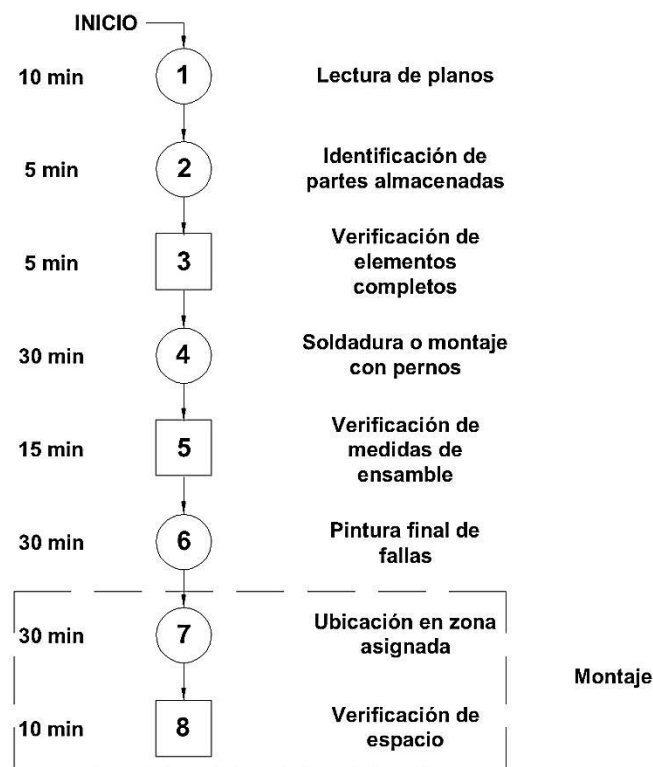 INICIO
10 min
1
Lectura de planos
5 min
2
Identificación de
partes almacenadas
5 min
3
Verificación de
elementos
completos
30 min
4
Soldadura o montaje
con pernos
15 min
5
Verificación de
medidas de
ensamble
30 min
6
Pintura final de
fallas
30 min
7
Ubicación en zona
asignada
Montaje
10 min
8
Verificación de
espacio